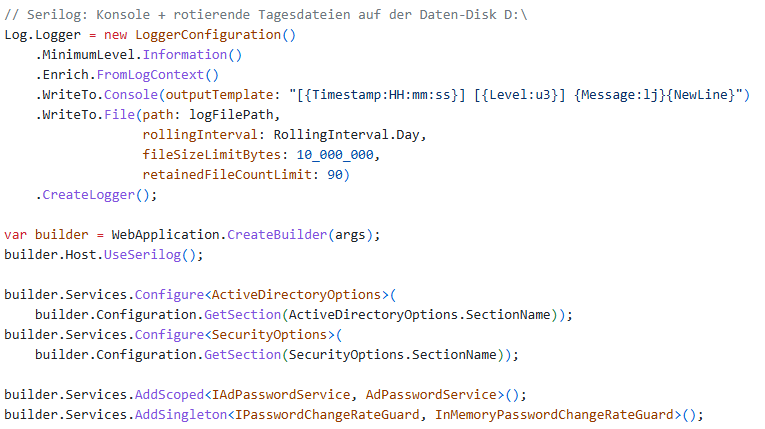 // Serilog: Konsole + rotierende Tagesdateien auf der Daten-Disk D:\
Log.Logger = new LoggerConfiguration()
    .MinimumLevel.Information()
    .Enrich.FromLogContext()
    .WriteTo.Console(outputTemplate: "[{Timestamp:HH:mm:ss}] [{Level:u3}] {Message:lj}{NewLine}")
    .WriteTo.File(path: logFilePath,
                  rollingInterval: RollingInterval.Day,
                  fileSizeLimitBytes: 10_000_000,
                  retainedFileCountLimit: 90)
    .CreateLogger();

var builder = WebApplication.CreateBuilder(args);
builder.Host.UseSerilog();

builder.Services.Configure<ActiveDirectoryOptions>(
    builder.Configuration.GetSection(ActiveDirectoryOptions.SectionName));
builder.Services.Configure<SecurityOptions>(
    builder.Configuration.GetSection(SecurityOptions.SectionName));

builder.Services.AddScoped<IAdPasswordService, AdPasswordService>();
builder.Services.AddSingleton<IPasswordChangeRateGuard, InMemoryPasswordChangeRateGuard>();